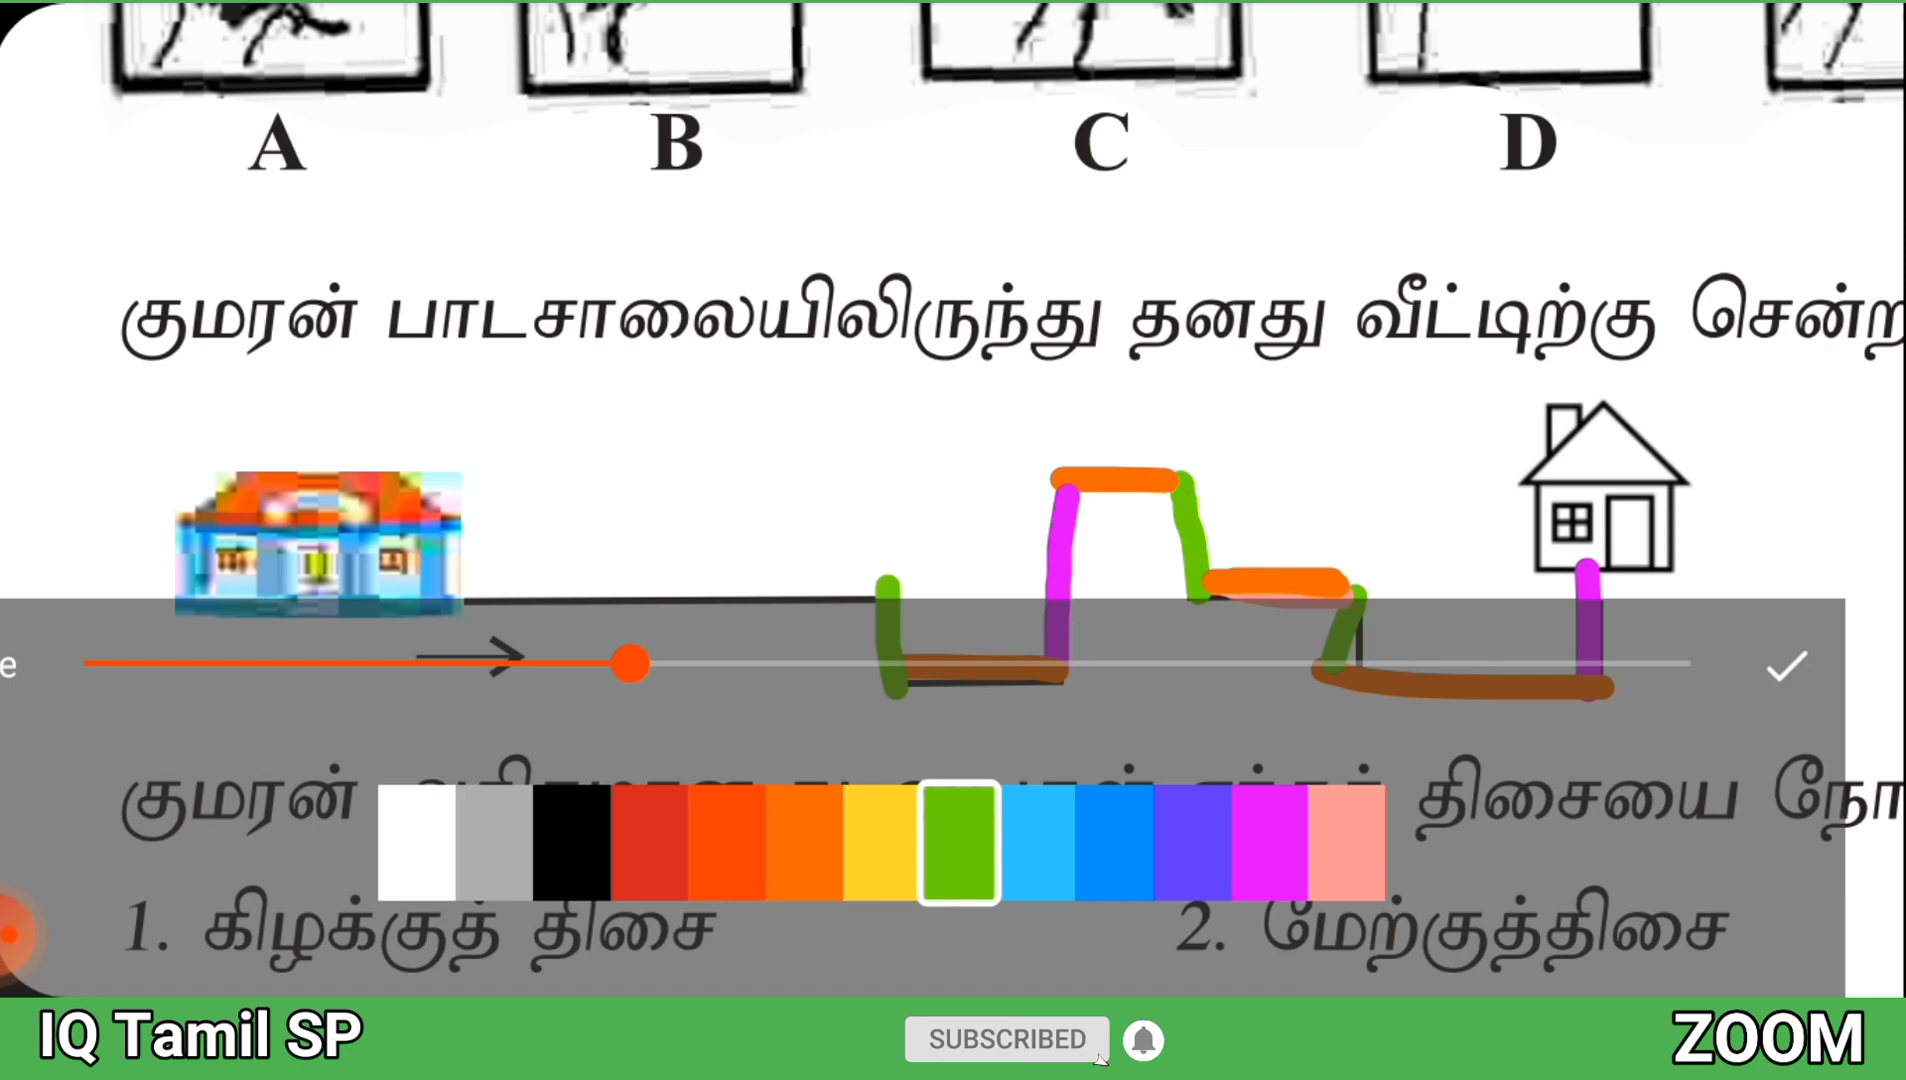 A B C D
குமரன் பாடசாலையிலிருந்து தனது வீட்டிற்கு சென்ற
e
குமரன் திசையை நோ
1. கிழக்குத் திசை 2. மேற்குத்திசை
IQ Tamil SP SUBSCRIBED ZOOM